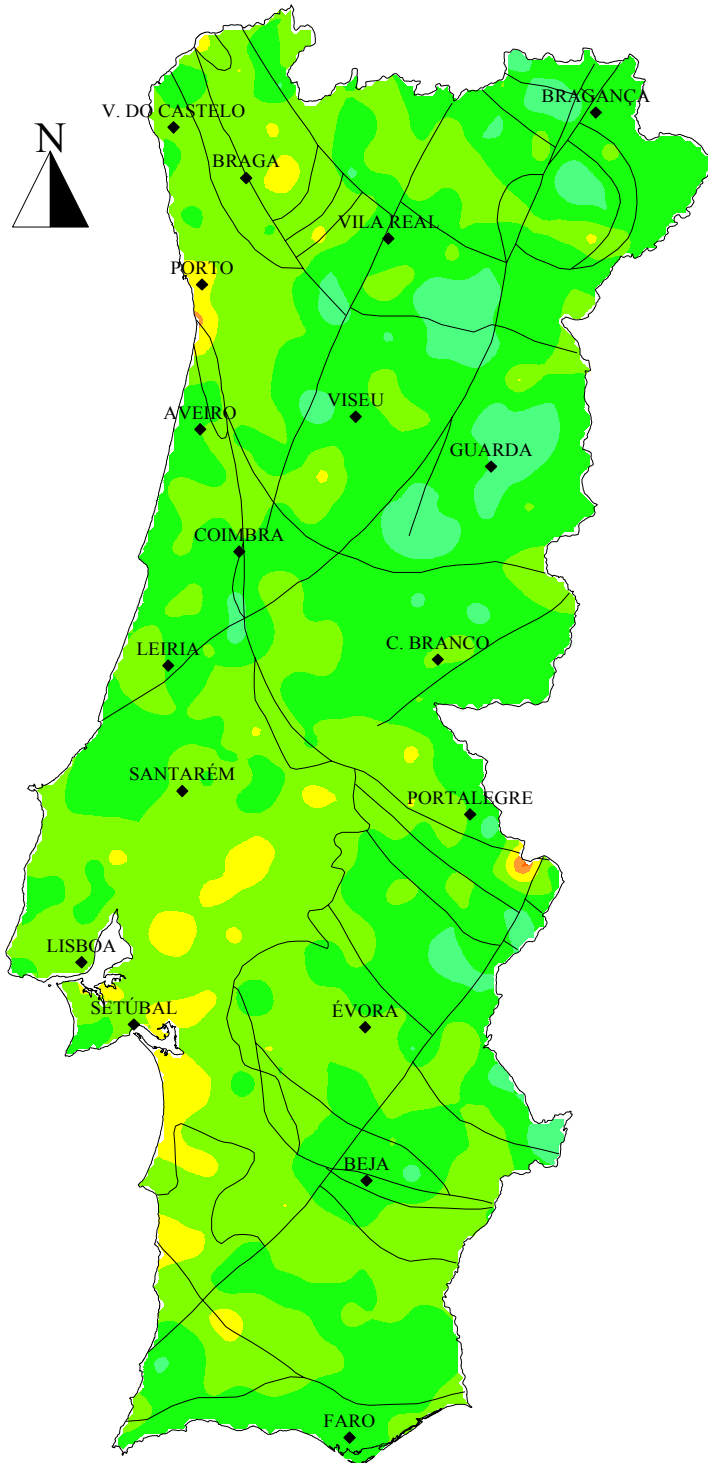 BRAGANÇA
V. DO CASTELO
N
BRAGA
VILA REAL
PORTO
VISEU
AVEIRO
GUARDA
COIMBRA
C. BRANCO
LEIRIA
SANTARÉM
PORTALEGRE
LISBOA
SETÚBAL
ÉVORA
BEJA
FARO